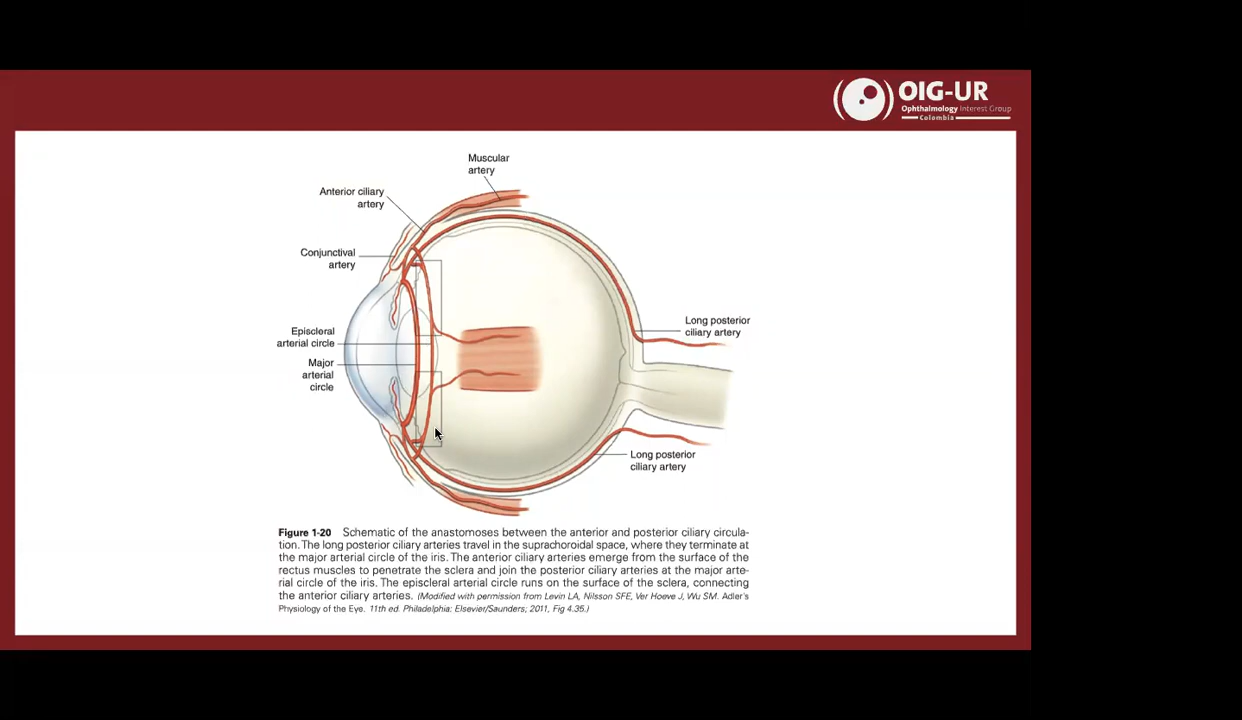 OIG-UR
Ophthalmology Interest Group
Colombia
Muscular
artery
Anterior ciliary
artery
Conjunctival
artery
Episcleral
arterial circle
Major
arterial
circle
Long posterior
ciliary artery
Long posterior
ciliary artery
Figure 1-20 Schematic of the anastomoses between the anterior and posterior ciliary circula-
tion. The long posterior ciliary arteries travel in the suprachoroidal space, where they terminate at
the major arterial circle of the iris. The anterior ciliary arteries emerge from the surface of the
rectus muscles to penetrate the sclera and join the posterior ciliary arteries at the major arte-
rial circle of the iris. The episcleral arterial circle runs on the surface of the sclera, connecting
the anterior ciliary arteries. (Modified with permission from Levin LA, Nilsson SFE, Ver Hoeve J, Wu SM. Adler's
Physiology of the Eye. 11th ed. Philadelphia: Elsevier/Saunders; 2011, Fig 4.35.)